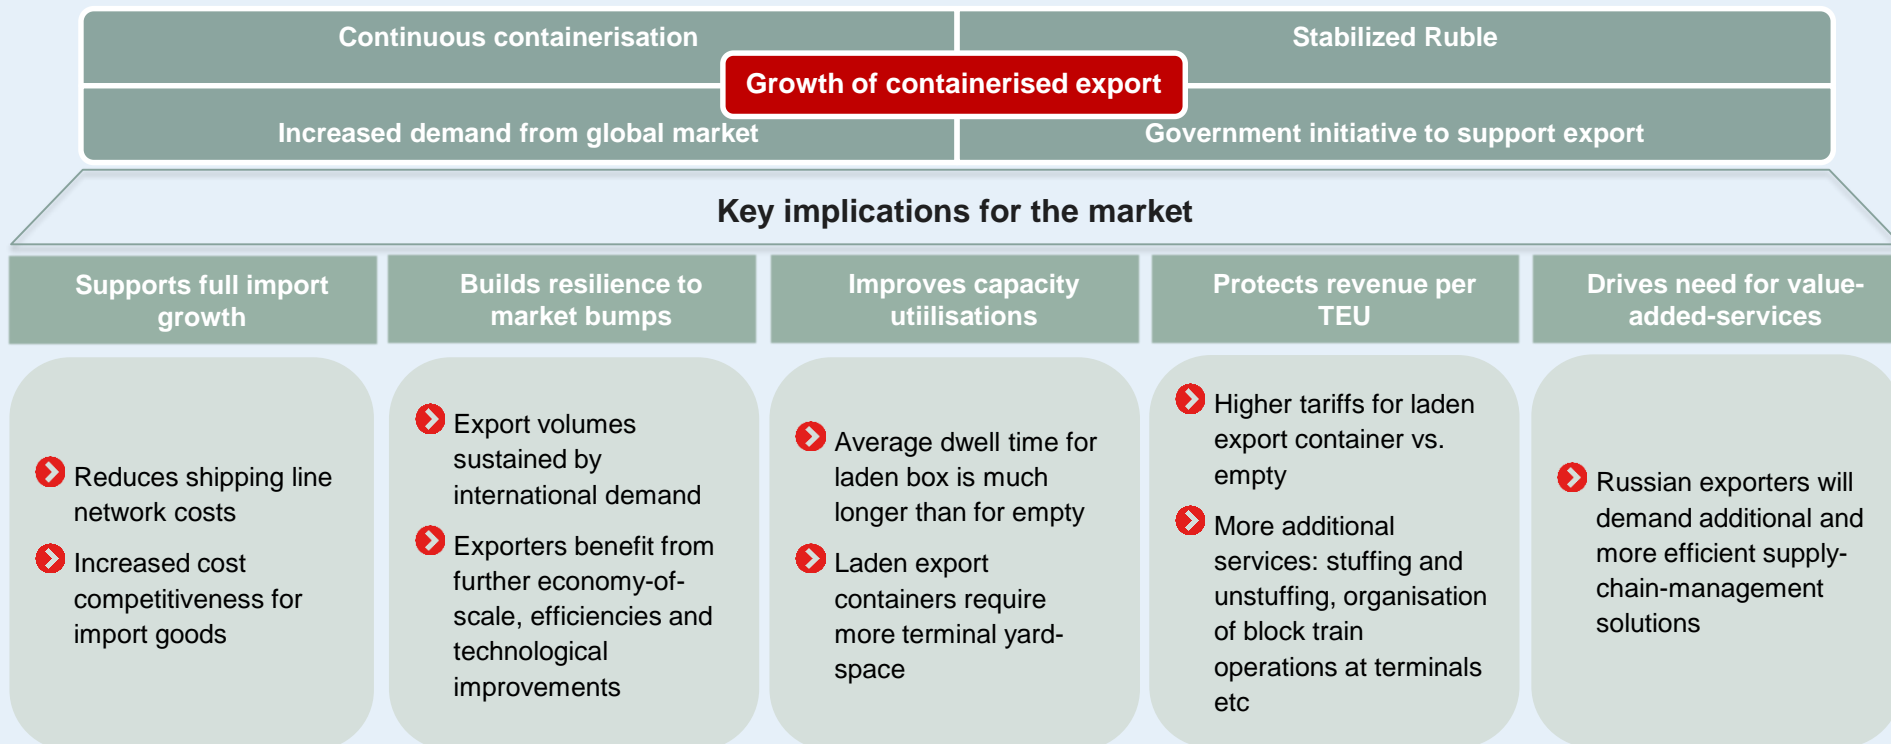 Continuous containerisation
Stabilized Ruble
Growth of containerised export
Increased demand from global market
Government initiative to support export
Key implications for the market
Supports full import
growth
Reduces shipping line
network costs
Increased cost
competitiveness for
import goods
Builds resilience to
market bumps
Export volumes
sustained by
international demand
Exporters benefit from
further economy-of-
scale, efficiencies and
technological
improvements
Improves capacity
utiilisations
Average dwell time for
laden box is much
longer than for empty
Laden export
containers require
more terminal yard-
space
Protects revenue per
TEU
Higher tariffs for laden
export container vs.
empty
More additional
services: stuffing and
unstuffing, organisation
of block train
operations at terminals
etc
Drives need for value-
added-services
Russian exporters will
demand additional and
more efficient supply-
chain-management
solutions